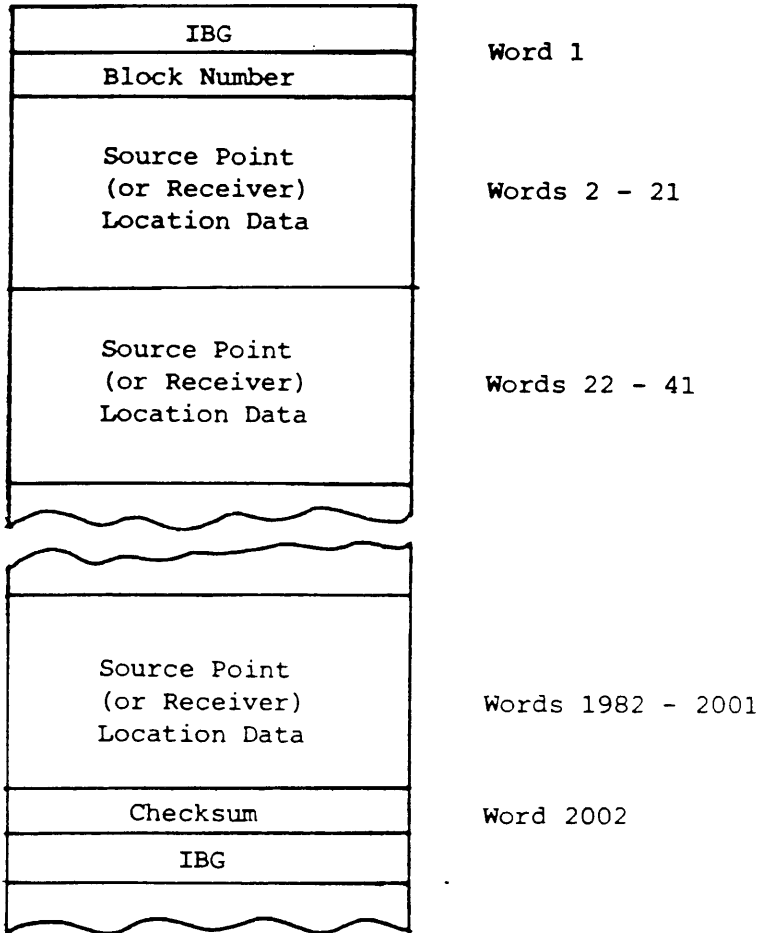 IBG
Word 1
Block Number
Source Point
(or Receiver)
Location Data
Words 2 - 21
Source Point
(or Receiver)
Location Data
Words 22 - 41
Source Point
(or Receiver)
Location Data
Words 1982 - 2001
Checksum
Word 2002
IBG